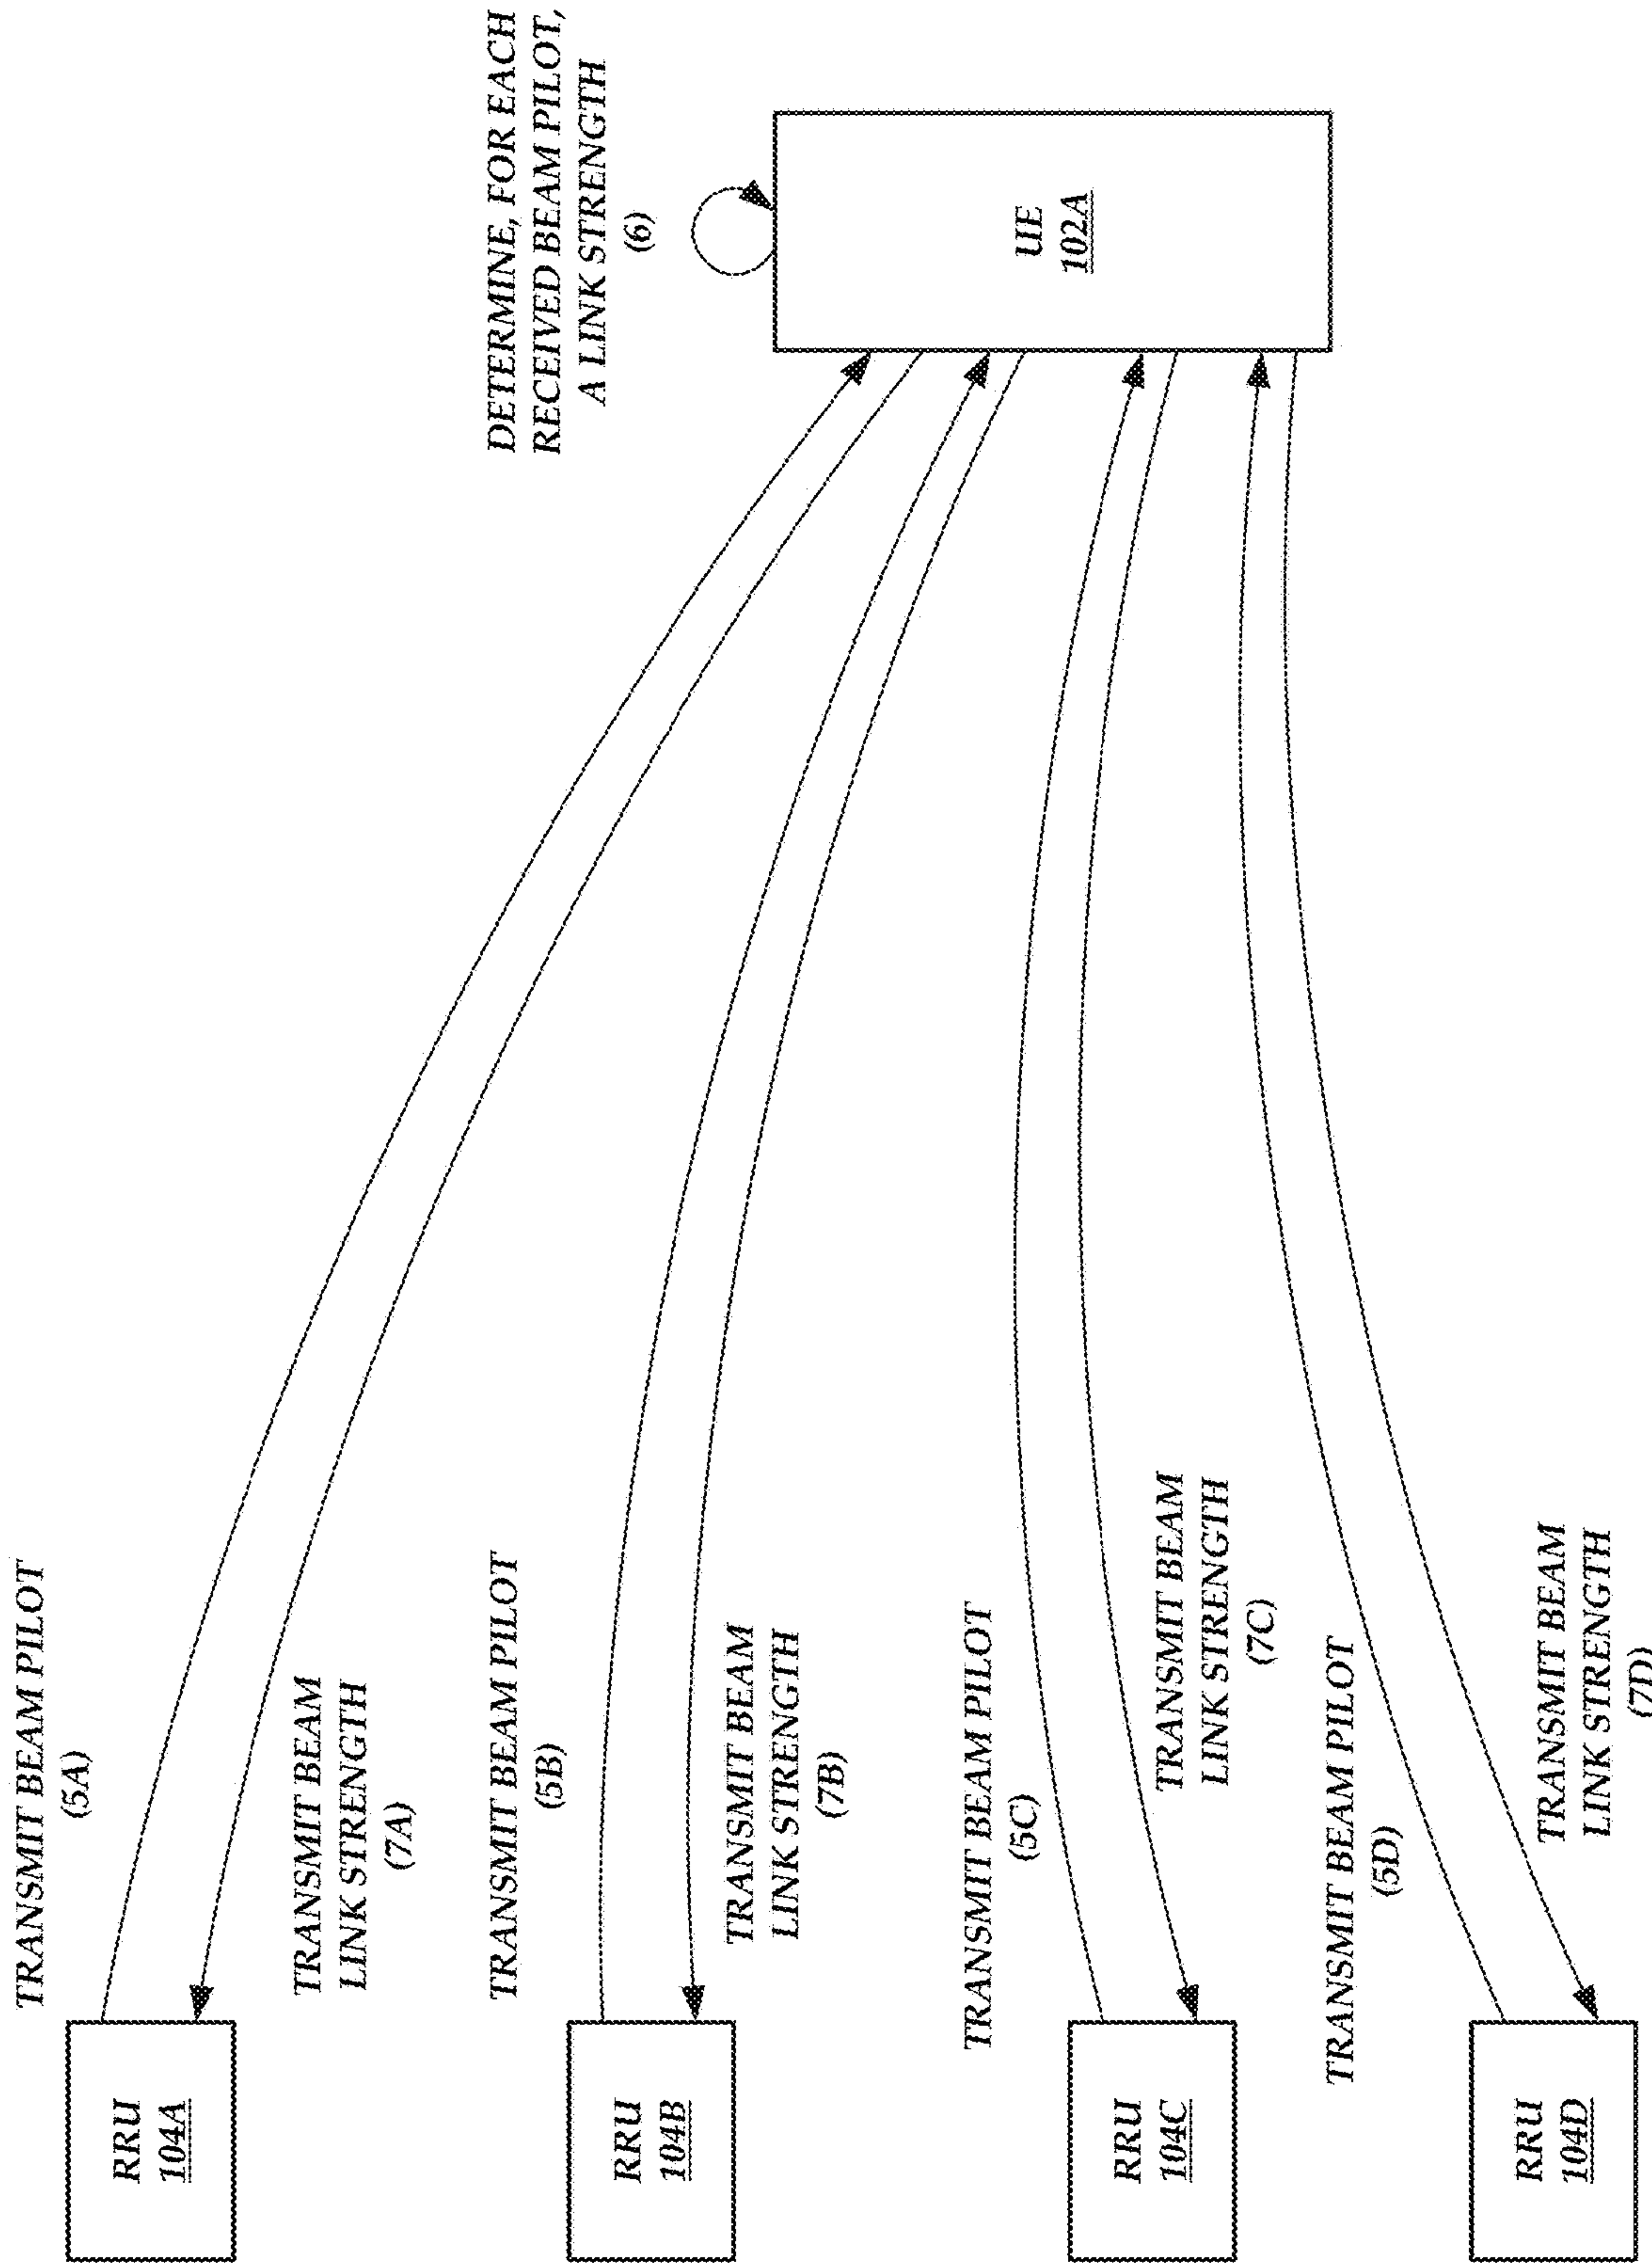 TRANSMIT BEAM PILOT
(5A)
RRU
104A
TRANSMIT BEAM
LINK STRENGTH
(7A)
DETERMINE, FOR EACH
RECEIVED BEAM PILOT,
A LINK STRENGTH
(6)
TRANSMIT BEAM PILOT
(5B)
RRU
104B
TRANSMIT BEAM
LINK STRENGTH
(7B)
UE
102A
TRANSMIT BEAM PILOT
(5C)
RRU
104C
TRANSMIT BEAM
LINK STRENGTH
(7C)
TRANSMIT BEAM PILOT
(5D)
RRU
104D
TRANSMIT BEAM
LINK STRENGTH
(7D)